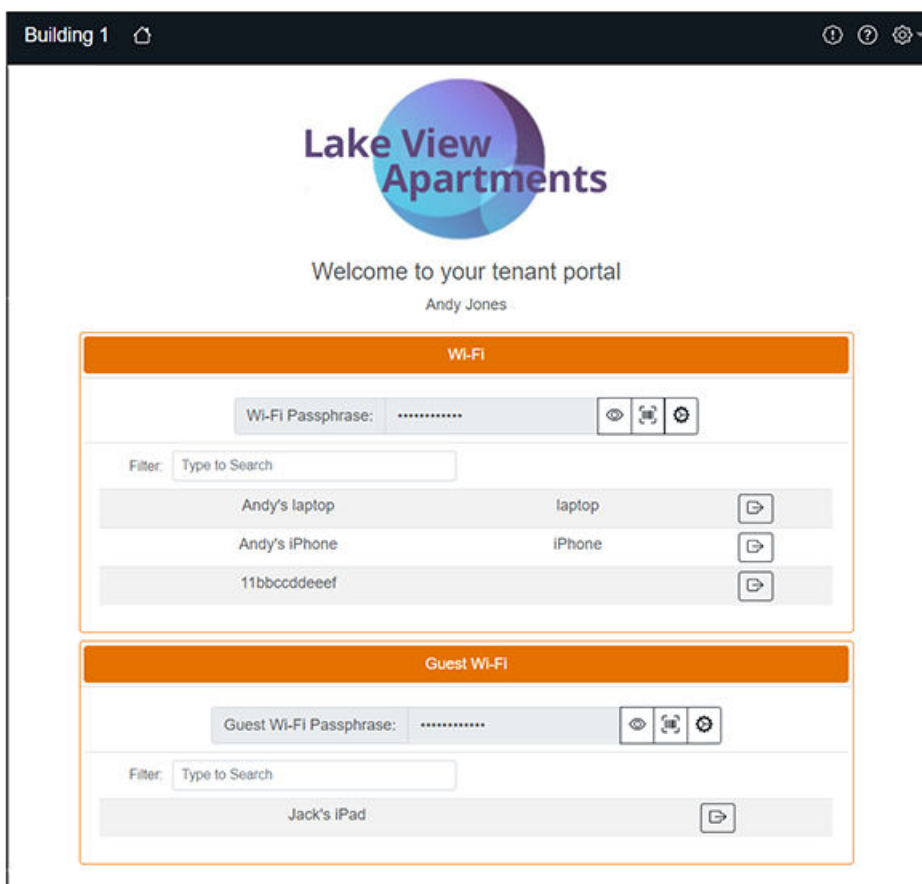 Building 1
Lake View
Apartments
Welcome to your tenant portal
Andy Jones
Wi-Fi
Wi-Fi Passphrase: ••••••••••••
Filter: Type to Search
Andy's laptop laptop
Andy's iPhone iPhone
11bbccddeeef
Guest Wi-Fi
Guest Wi-Fi Passphrase: ••••••••••••
Filter: Type to Search
Jack's iPad